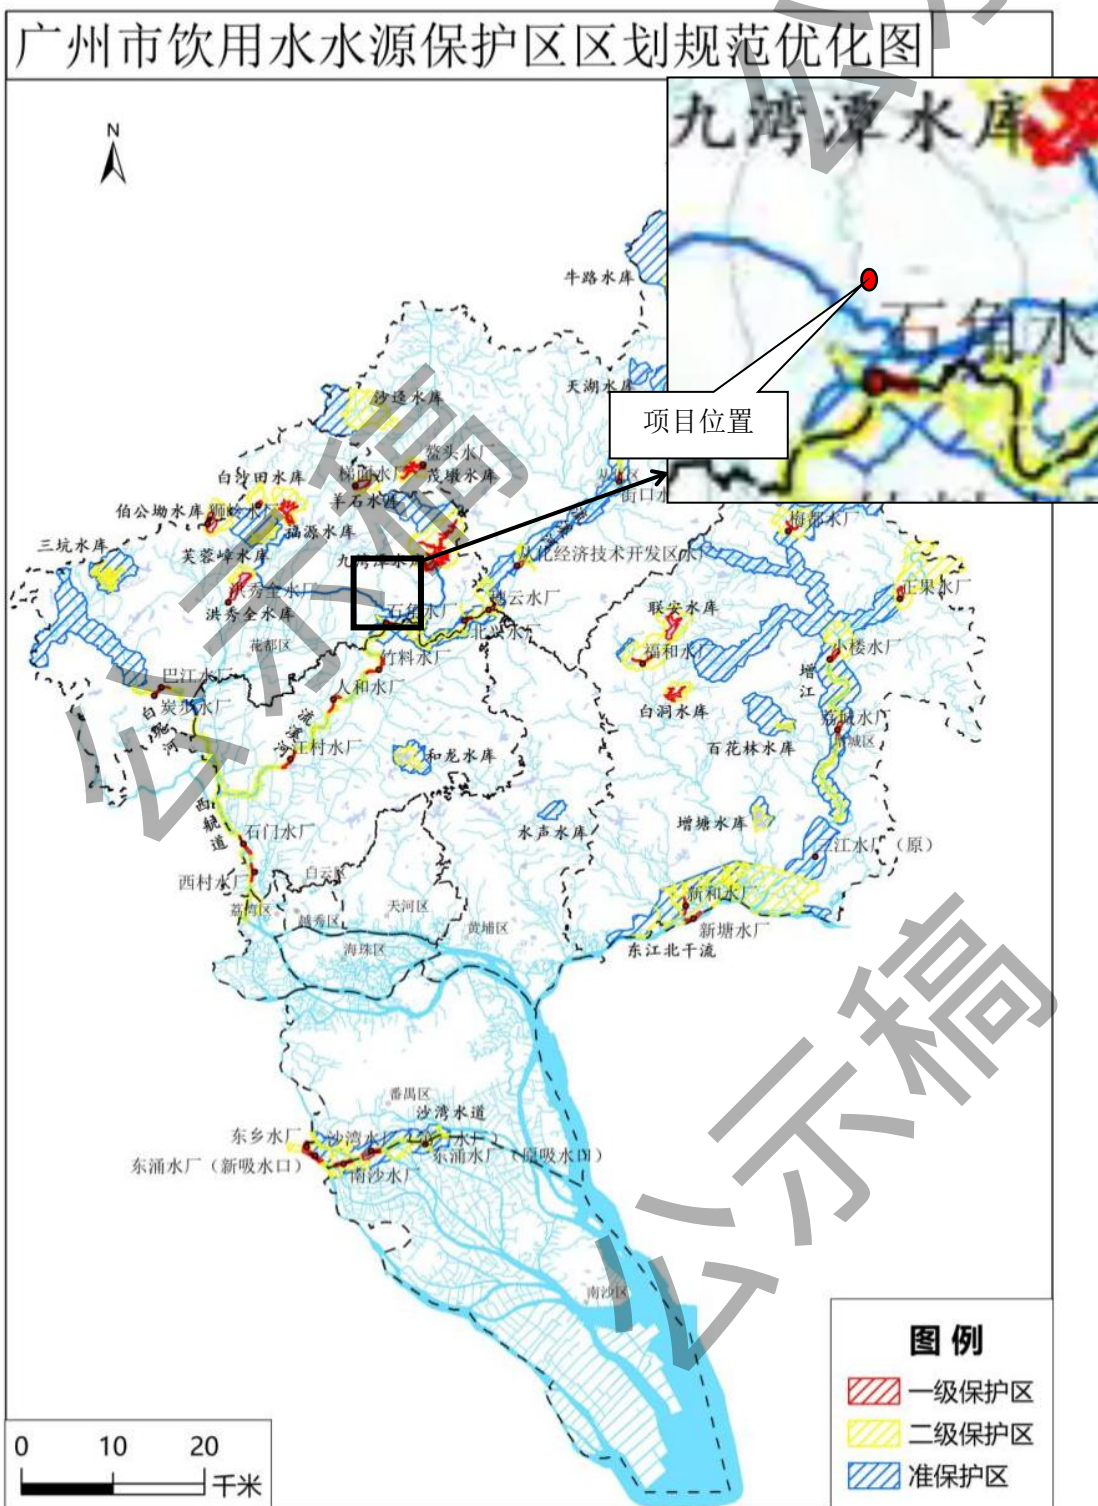 广州市饮用水水源保护区区划规范优化图
N
九湾潭水库
石角水
项目位置
牛路水库
天湖水库
沙迳水库
鳌头水厂
梯面水厂
茂墩水库
白沙田水库
羊石水库
伯公坳水库
狮岭水厂
福源水库
三坑水库
芙蓉嶂水库
九湾潭水库
街口水
从化经济技术开发区水厂
梅都水厂
正果水厂
洪秀全水厂
洪秀全水库
石角水厂
穗云水厂
北兴水厂
联安水库
花都区
竹料水厂
福和水厂
小楼水厂
增江
巴江水厂
炭步水厂
人和水厂
白洞水库
荔城水厂
增城区
白坭河
流溪河
江村水厂
和龙水库
百花林水库
西航道
石门水厂
水声水库
增塘水库
三江水厂（原）
西村水厂
白云区
荔湾区
越秀区
天河区
黄埔区
海珠区
新和水厂
新塘水厂
东江北干流
番禺区
沙湾水道
东乡水厂
沙湾水厂
东涌水厂（原吸水口）
东涌水厂（新吸水口）
南沙水厂
南沙区
图 例
一级保护区
二级保护区
准保护区
0 10 20
千米
公示稿
公示稿